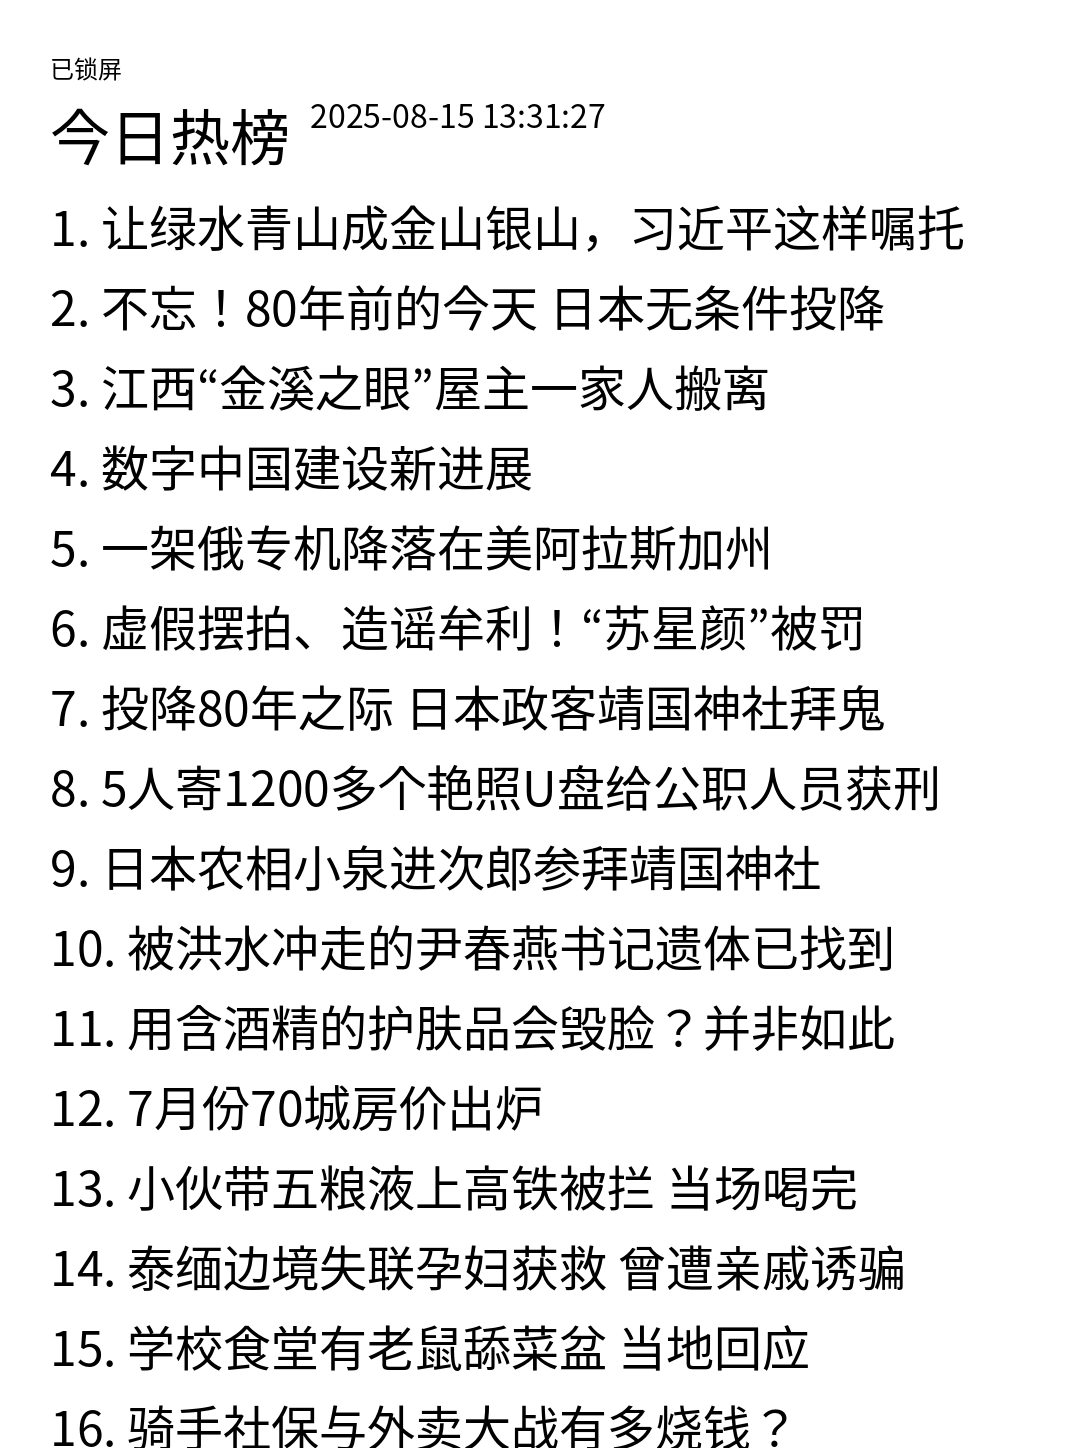 已锁屏
今日热榜 2025-08-15 13:31:27
1. 让绿水青山成金山银山，习近平这样嘱托
2. 不忘！80年前的今天 日本无条件投降
3. 江西“金溪之眼”屋主一家人搬离
4. 数字中国建设新进展
5. 一架俄专机降落在美阿拉斯加州
6. 虚假摆拍、造谣牟利！“苏星颜”被罚
7. 投降80年之际 日本政客靖国神社拜鬼
8. 5人寄1200多个艳照U盘给公职人员获刑
9. 日本农相小泉进次郎参拜靖国神社
10. 被洪水冲走的尹春燕书记遗体已找到
11. 用含酒精的护肤品会毁脸？并非如此
12. 7月份70城房价出炉
13. 小伙带五粮液上高铁被拦 当场喝完
14. 泰缅边境失联孕妇获救 曾遭亲戚诱骗
15. 学校食堂有老鼠舔菜盆 当地回应
16. 骑手社保与外卖大战有多烧钱？